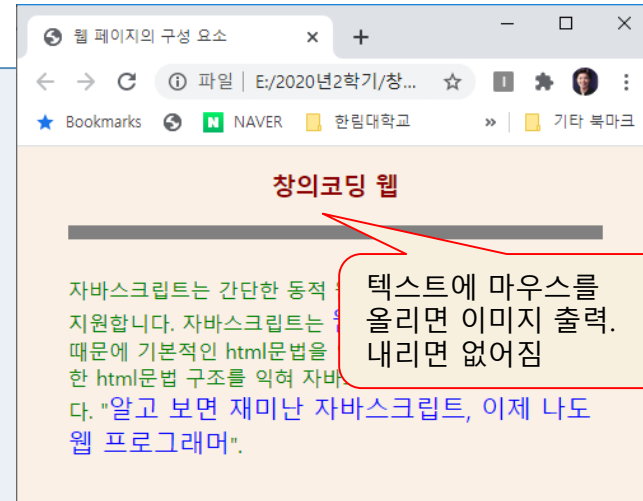 웹 페이지의 구성 요소
파일 E:/2020년2학기/창...
Bookmarks
NAVER
한림대학교
»
기타 북마크
창의코딩 웹
자바스크립트는 간단한 동적
지원합니다. 자바스크립트는
때문에 기본적인 html문법을
한 html문법 구조를 익혀 자바
다. "알고 보면 재미난 자바스크립트, 이제 나도
웹 프로그래머".
텍스트에 마우스를
올리면 이미지 출력.
내리면 없어짐